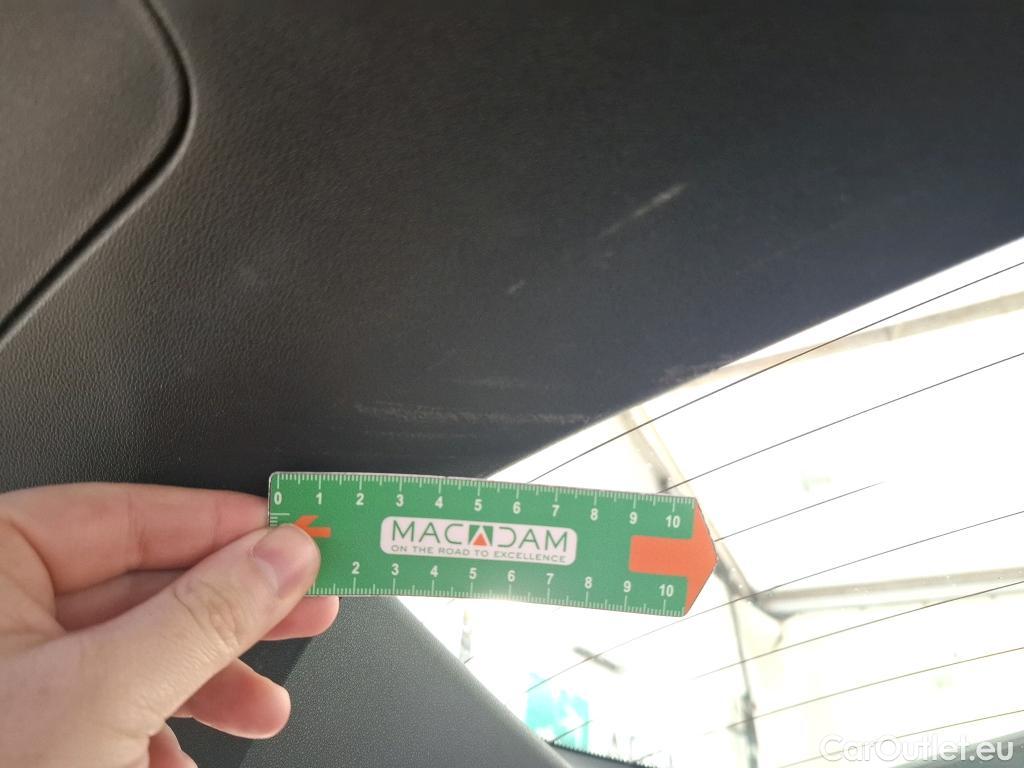 0 1 2 3 4 5 6 7 8 9 10
MACADAM
ON THE ROAD TO EXCELLENCE
2 3 4 5 6 7 8 9 10
CarOutlet.eu